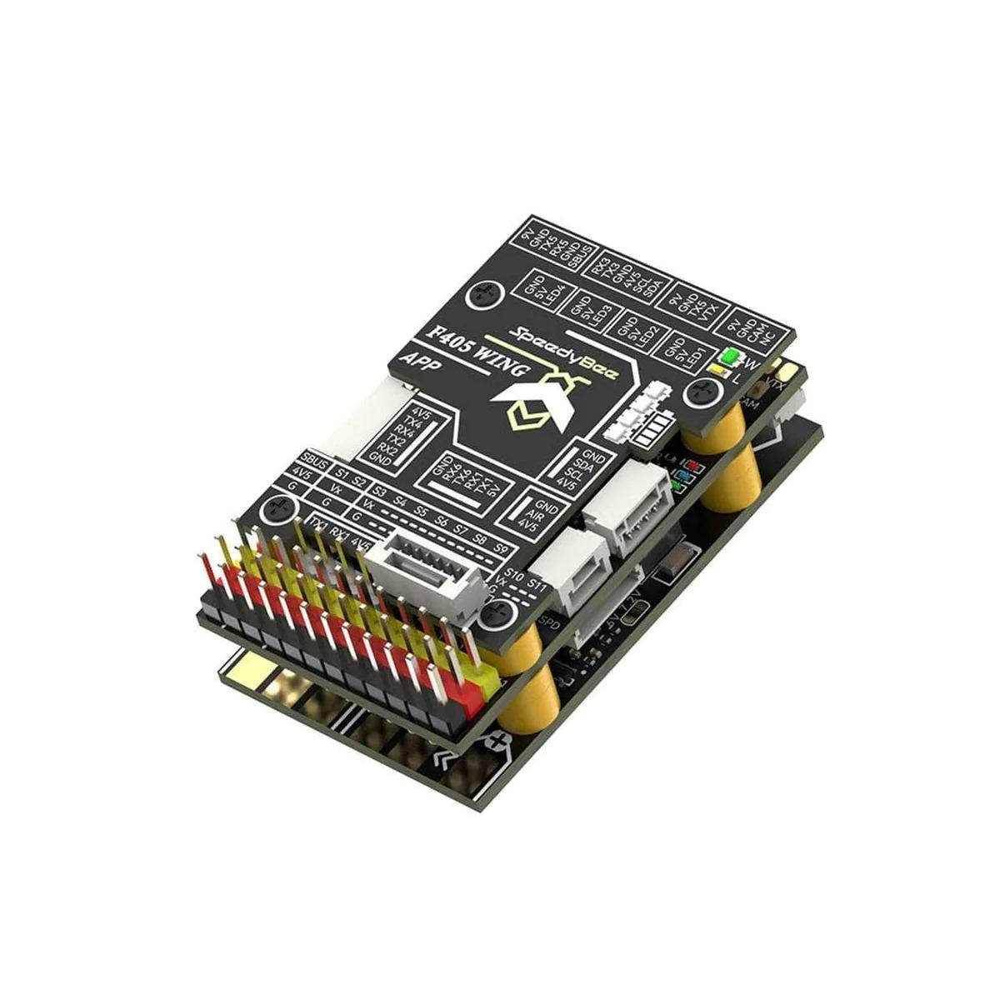 9V
GND
TX5
RX5
GND
SBUS
RX3
TX3
GND
4V5
SCL
SDA
9V
GND
TX5
VTX
9V
GND
CAM
NC
GND
5V
LED4
GND
5V
LED3
GND
5V
LED2
GND
5V
LED1
W
L
SpeedyBee
F405 WING
APP
VTX
4V5
TX4
RX4
TX2
RX2
GND
GND
RX6
TX6
RX1
TX1
5V
GND
SDA
SCL
4V5
GND
AIR
4V5
SBUS
4V5
G
S1 S2
Vx
G
S3 S4 S5 S6 S7 S8 S9
Vx
G
TX1 RX1 4V5
S10 S11
Vx
G
SPD
6V 7.2V